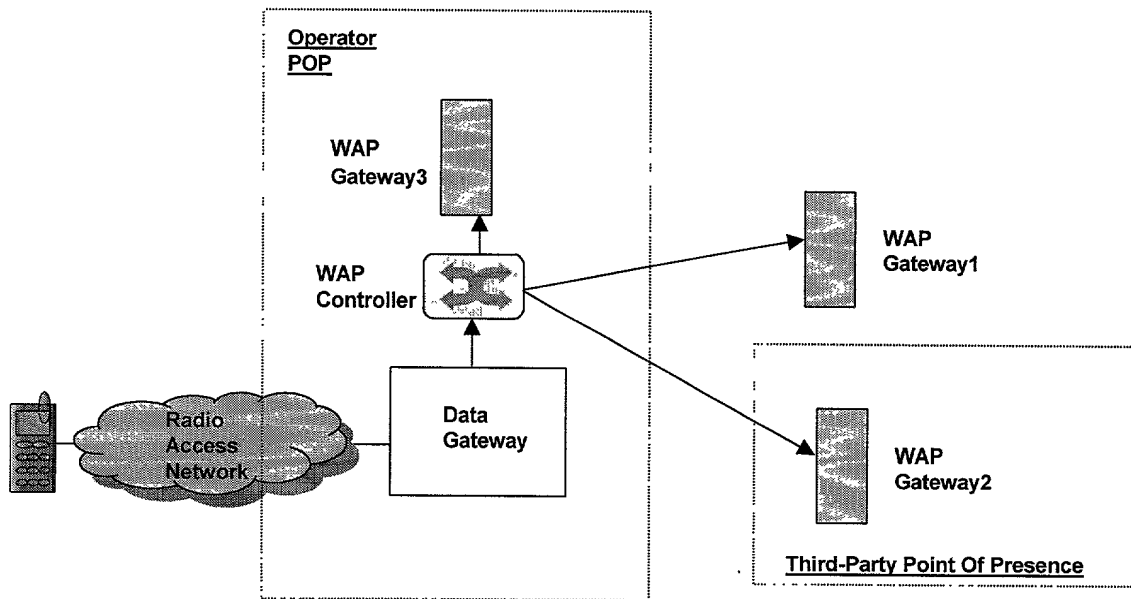 Operator
POP
WAP
Gateway3
WAP
Controller
WAP
Gateway1
Radio
Access
Network
Data
Gateway
WAP
Gateway2
Third-Party Point Of Presence